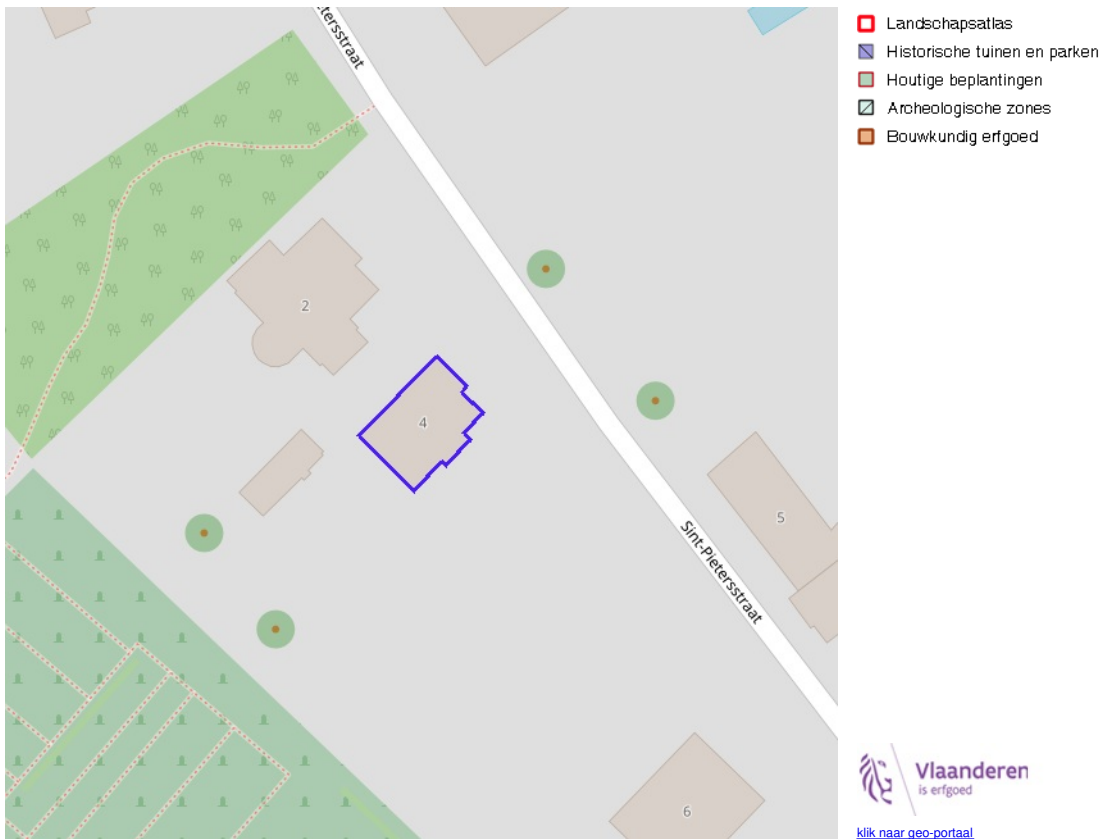 etersstraat
2
4
5
Sint-Pietersstraat
6
Landschapsatlas
Historische tuinen en parken
Houtige beplantingen
Archeologische zones
Bouwkundig erfgoed
Vlaanderen
is erfgoed
klik naar geo-portaal